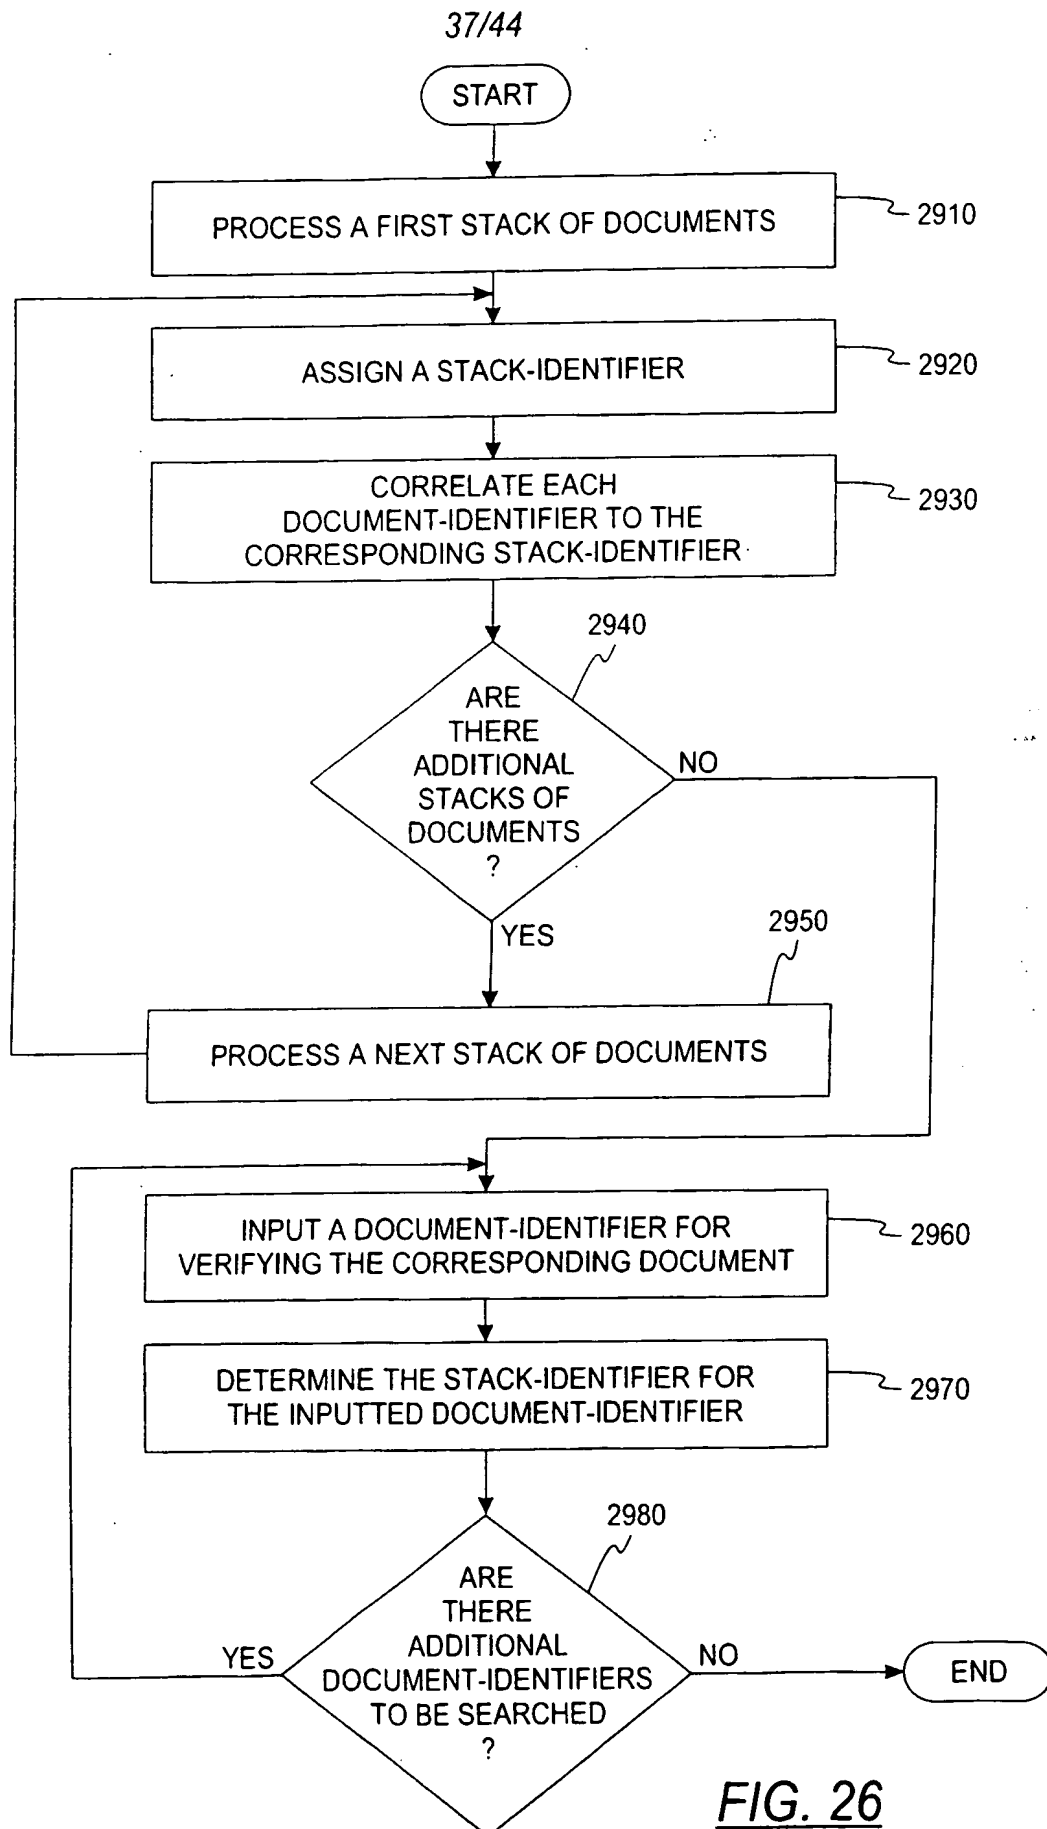 37/44
START
PROCESS A FIRST STACK OF DOCUMENTS
2910
ASSIGN A STACK-IDENTIFIER
2920
CORRELATE EACH
DOCUMENT-IDENTIFIER TO THE
CORRESPONDING STACK-IDENTIFIER
2930
2940
ARE
THERE
ADDITIONAL
STACKS OF
DOCUMENTS
?
NO
YES
2950
PROCESS A NEXT STACK OF DOCUMENTS
INPUT A DOCUMENT-IDENTIFIER FOR
VERIFYING THE CORRESPONDING DOCUMENT
2960
DETERMINE THE STACK-IDENTIFIER FOR
THE INPUTTED DOCUMENT-IDENTIFIER
2970
2980
ARE
THERE
ADDITIONAL
DOCUMENT-IDENTIFIERS
TO BE SEARCHED
?
YES
NO
END
FIG. 26